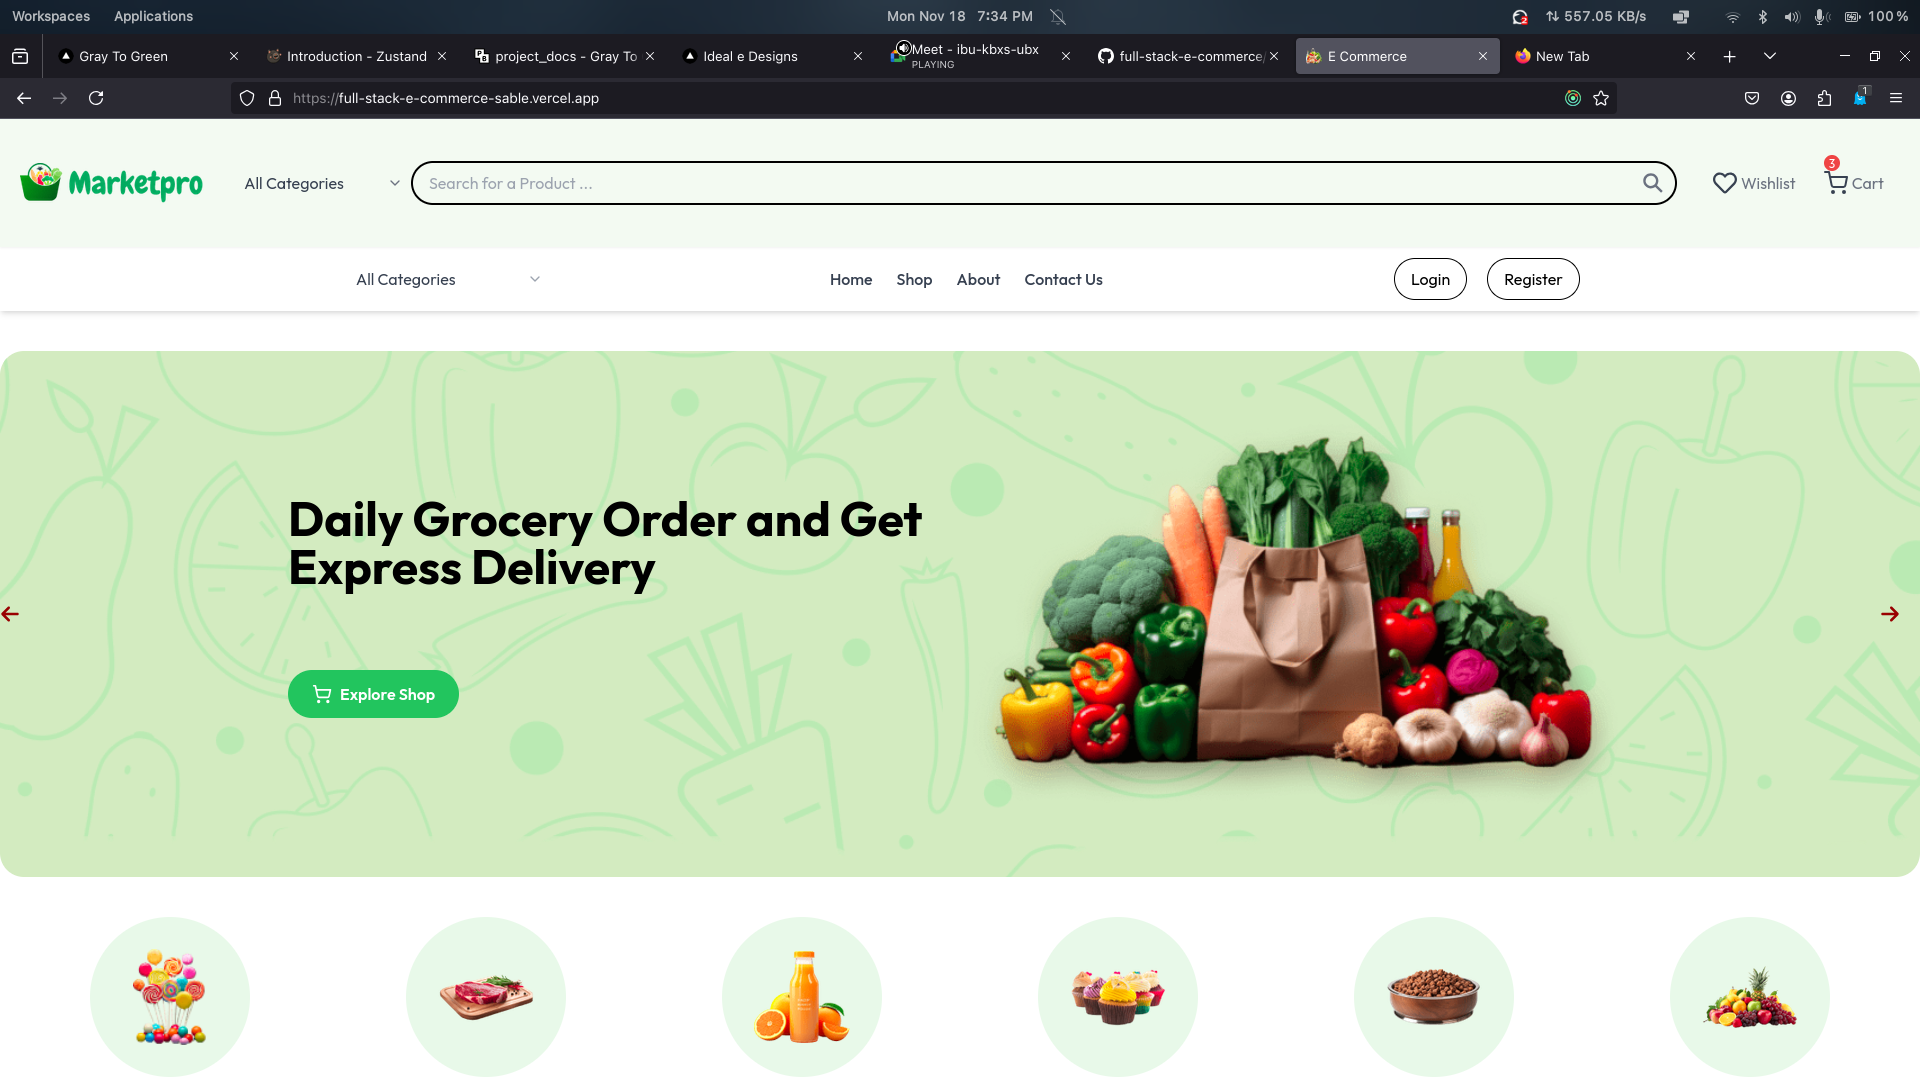 Workspaces Applications Mon Nov 18 7:34 PM 2 557.05 KB/s 100 %
Gray To Green Introduction - Zustand project_docs - Gray To Ideal e Designs Meet - ibu-kbxs-ubx full-stack-e-commerce/ E Commerce New Tab
PLAYING
https://full-stack-e-commerce-sable.vercel.app 1
Marketpro All Categories Search for a Product ... Wishlist 3 Cart
All Categories Home Shop About Contact Us Login Register
Daily Grocery Order and Get
Express Delivery
Explore Shop